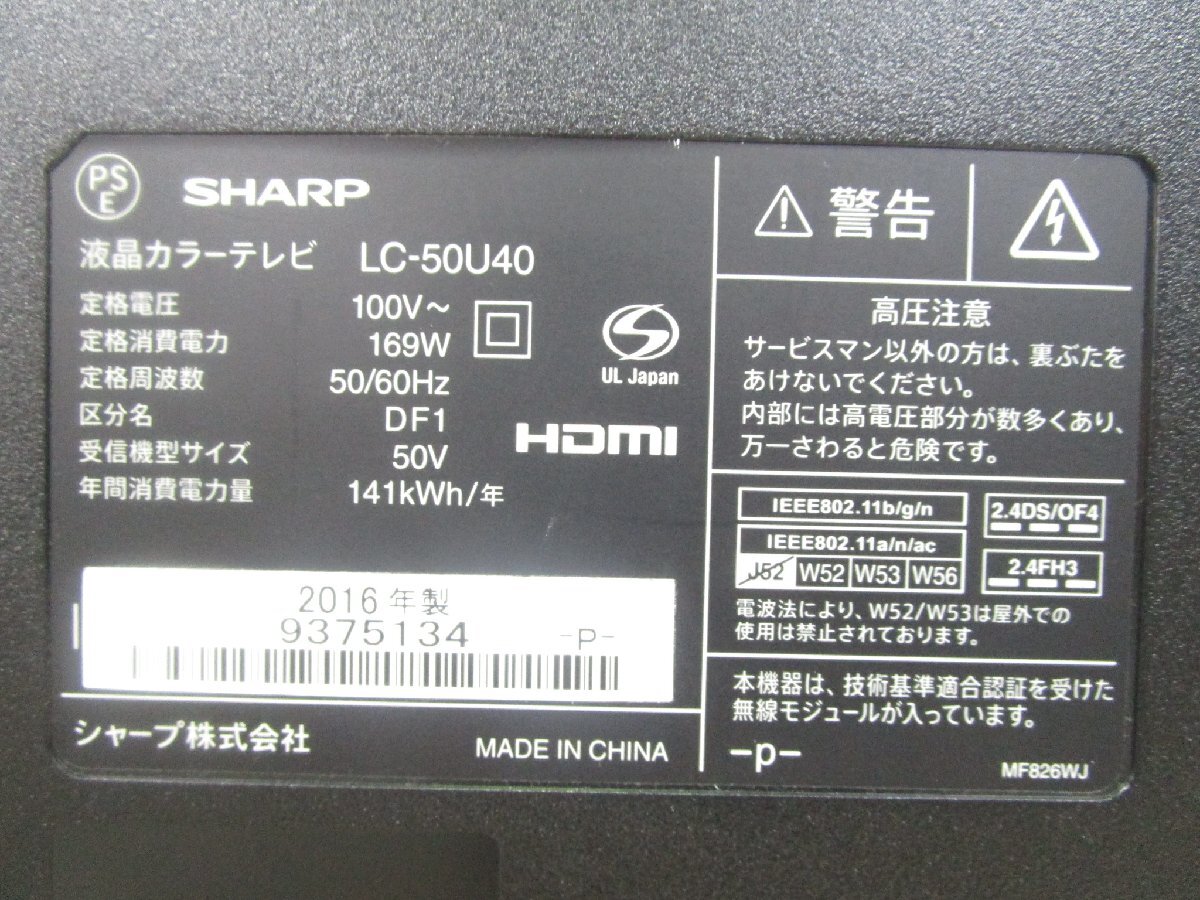 PSE
SHARP
液晶カラーテレビ LC-50U40
定格電圧 100V～
定格消費電力 169W
定格周波数 50/60Hz
区分名 DF1
受信機型サイズ 50V
年間消費電力量 141kWh/年
UL Japan
HDMI
2016年製
9375134 -P-
シャープ株式会社
MADE IN CHINA
警告
高圧注意
サービスマン以外の方は、裏ぶたを
あけないでください。
内部には高電圧部分が数多くあり、
万一さわると危険です。
IEEE802.11b/g/n
2.4DS/OF4
IEEE802.11a/n/ac
J52 W52 W53 W56
2.4FH3
電波法により、W52/W53は屋外での
使用は禁止されております。
本機器は、技術基準適合認証を受けた
無線モジュールが入っています。
-p-
MF826WJ